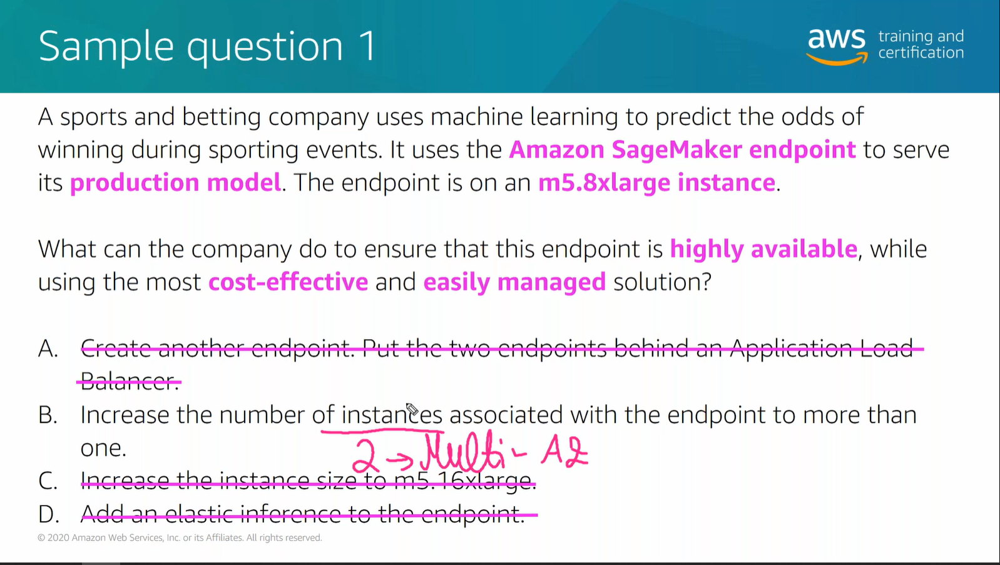 Sample question 1
aws training and
certification
A sports and betting company uses machine learning to predict the odds of
winning during sporting events. It uses the Amazon SageMaker endpoint to serve
its production model. The endpoint is on an m5.8xlarge instance.
What can the company do to ensure that this endpoint is highly available, while
using the most cost-effective and easily managed solution?
A. Create another endpoint. Put the two endpoints behind an Application Load
Balancer.
B. Increase the number of instances associated with the endpoint to more than
one.
2 → Multi - AZ
C. Increase the instance size to m5.16xlarge.
D. Add an elastic inference to the endpoint.
© 2020 Amazon Web Services, Inc. or its Affiliates. All rights reserved.